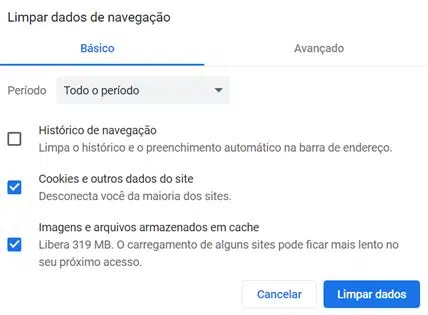 Limpar dados de navegação
Básico
Avançado
Período
Todo o período
Histórico de navegação
Limpa o histórico e o preenchimento automático na barra de endereço.
Cookies e outros dados do site
Desconecta você da maioria dos sites.
Imagens e arquivos armazenados em cache
Libera 319 MB. O carregamento de alguns sites pode ficar mais lento no
seu próximo acesso.
Cancelar
Limpar dados